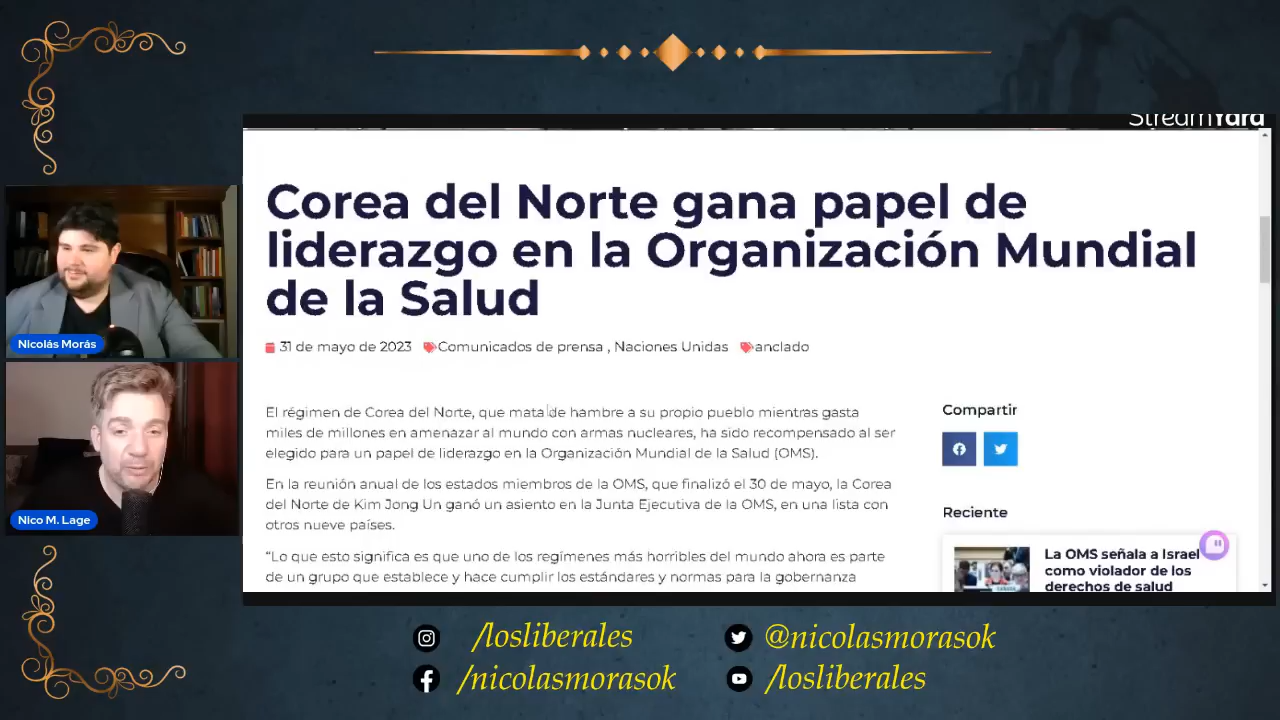 StreamYard
Corea del Norte gana papel de
liderazgo en la Organización Mundial
de la Salud
31 de mayo de 2023 Comunicados de prensa , Naciones Unidas anclado
El régimen de Corea del Norte, que mata de hambre a su propio pueblo mientras gasta
miles de millones en amenazar al mundo con armas nucleares, ha sido recompensado al ser
elegido para un papel de liderazgo en la Organización Mundial de la Salud (OMS).
En la reunión anual de los estados miembros de la OMS, que finalizó el 30 de mayo, la Corea
del Norte de Kim Jong Un ganó un asiento en la Junta Ejecutiva de la OMS, en una lista con
otros nueve países.
“Lo que esto significa es que uno de los regímenes más horribles del mundo ahora es parte
de un grupo que establece y hace cumplir los estándares y normas para la gobernanza
Compartir
Reciente
La OMS señala a Israel
como violador de los
derechos de salud
Nicolás Morás
Nico M. Lage
/losliberales
@nicolasmorasok
/nicolasmorasok
/losliberales